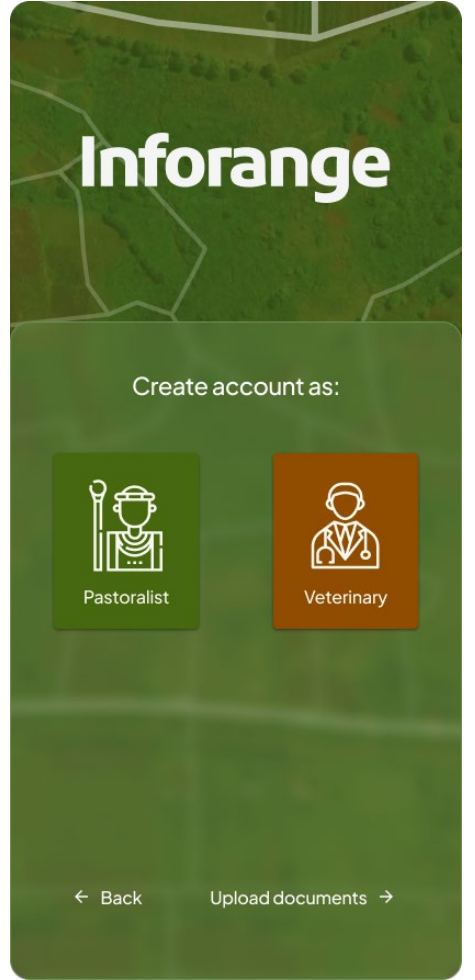 Inforange
Create account as:
Pastoralist
Veterinary
← Back
Upload documents →